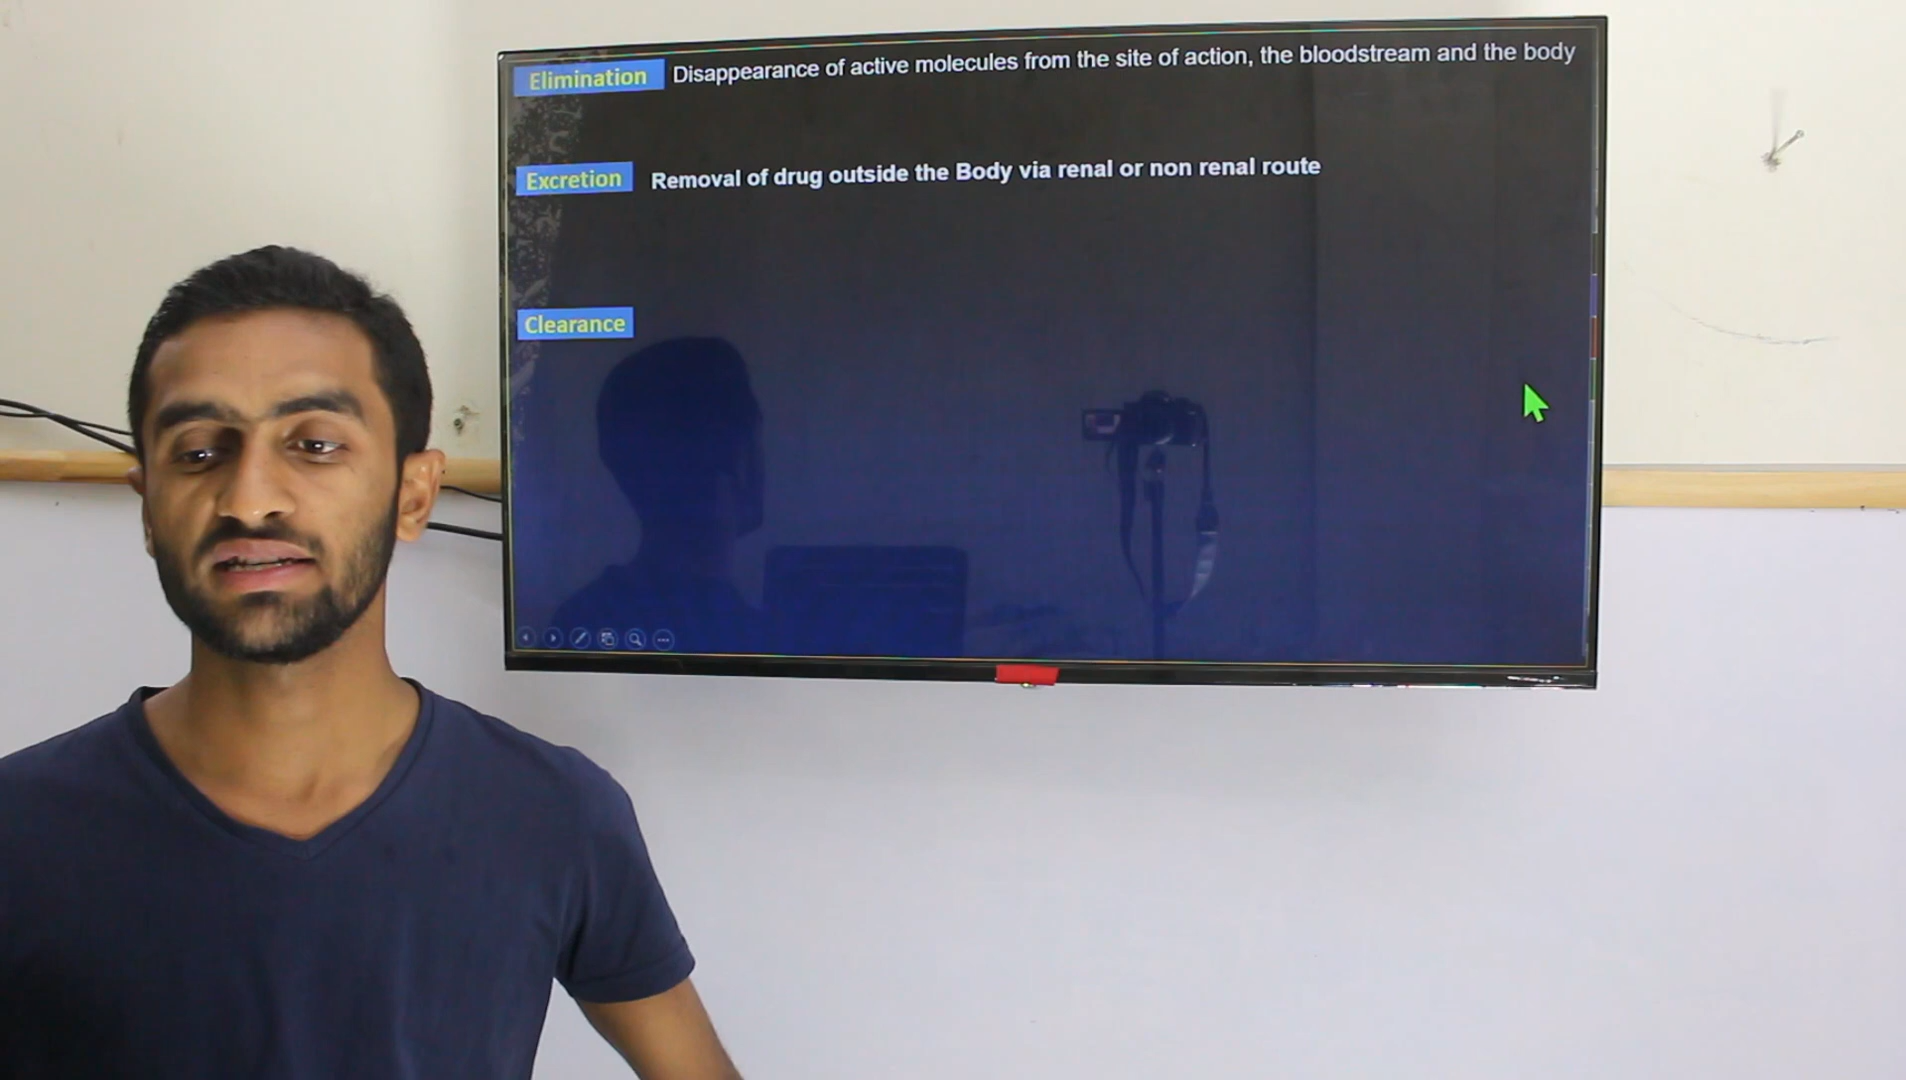 Elimination Disappearance of active molecules from the site of action, the bloodstream and the body
Excretion Removal of drug outside the Body via renal or non renal route
Clearance